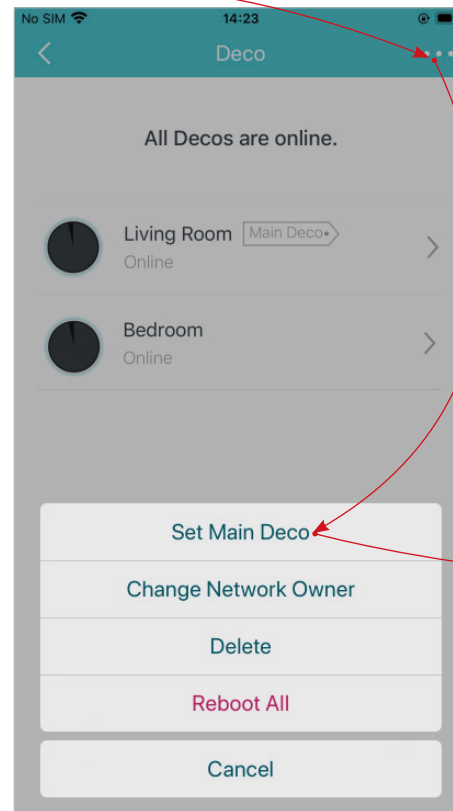 No SIM 14:23
Deco
All Decos are online.
Living Room Main Deco
Online
Bedroom
Online
Set Main Deco
Change Network Owner
Delete
Reboot All
Cancel